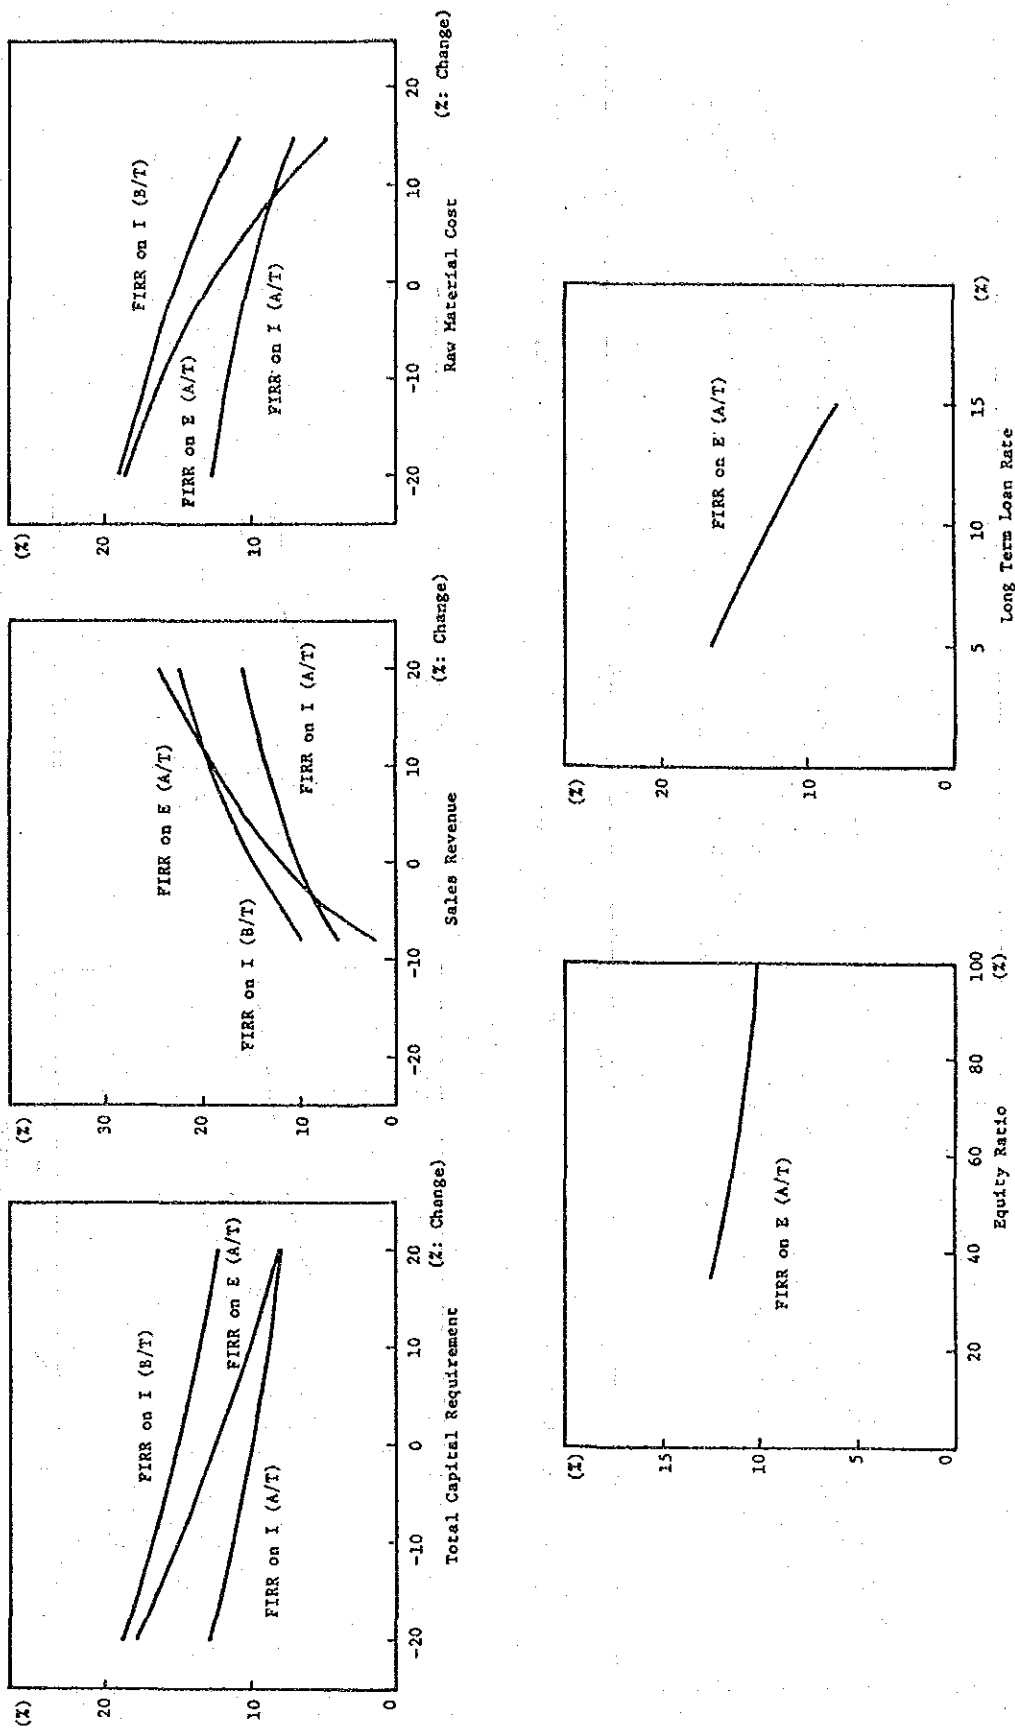 (%)
20
10
0
FIRR on I (B/T)
FIRR on E (A/T)
FIRR on I (A/T)
-20
-10
0
10
20
(%: Change)
Total Capital Requirement
(%)
30
20
10
0
FIRR on E (A/T)
FIRR on I (B/T)
FIRR on I (A/T)
-20
-10
0
10
20
(%: Change)
Sales Revenue
(%)
20
10
0
FIRR on I (B/T)
FIRR on E (A/T)
FIRR on I (A/T)
-20
-10
0
10
20
(%: Change)
Raw Material Cost
(%)
15
10
5
0
FIRR on E (A/T)
20
40
60
80
100
(%)
Equity Ratio
(%)
20
10
0
FIRR on E (A/T)
5
10
15
(%)
Long Term Loan Rate